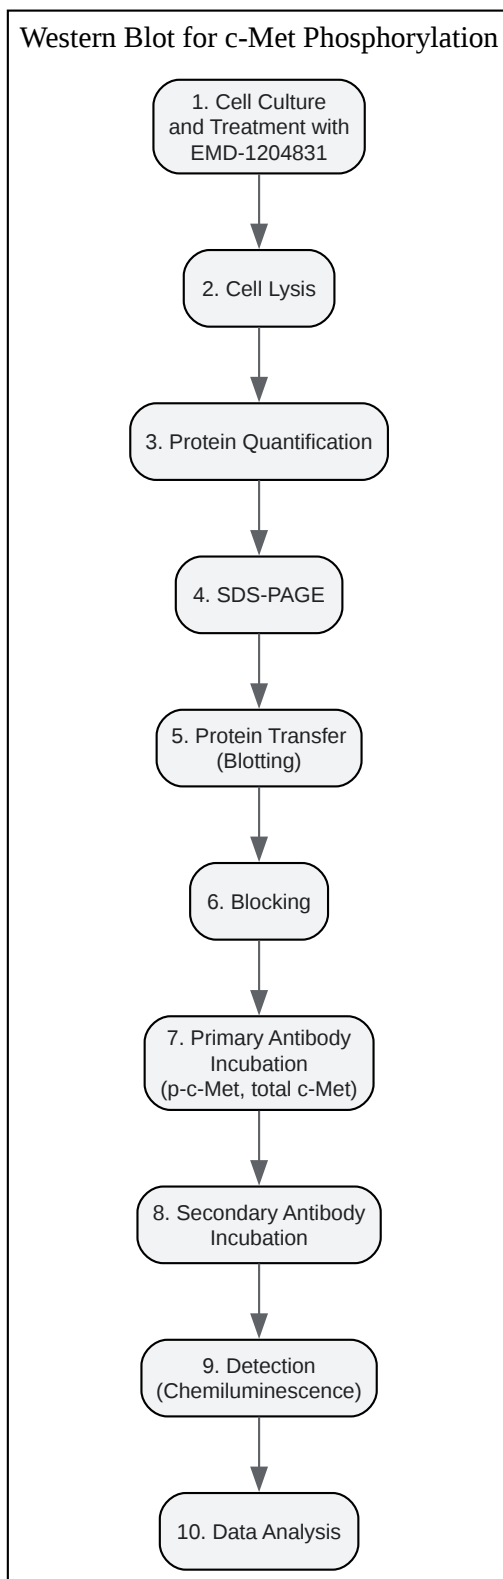 Western Blot for c-Met Phosphorylation
1. Cell Culture
and Treatment with
EMD-1204831
2. Cell Lysis
3. Protein Quantification
4. SDS-PAGE
5. Protein Transfer
(Blotting)
6. Blocking
7. Primary Antibody
Incubation
(p-c-Met, total c-Met)
8. Secondary Antibody
Incubation
9. Detection
(Chemiluminescence)
10. Data Analysis